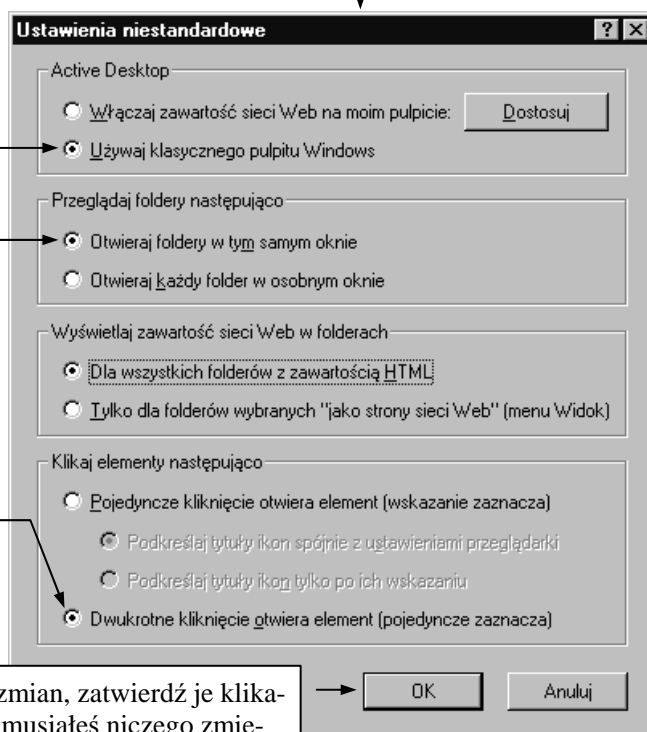 Ustawienia niestandardowe
Active Desktop
Włączaj zawartość sieci Web na moim pulpicie:
Dostosuj
Używaj klasycznego pulpitu Windows
Przeglądaj foldery następująco
Otwieraj foldery w tym samym oknie
Otwieraj każdy folder w osobnym oknie
Wyświetlaj zawartość sieci Web w folderach
Dla wszystkich folderów z zawartością HTML
Tylko dla folderów wybranych "jako strony sieci Web" (menu Widok)
Klikaj elementy następująco
Pojedyncze kliknięcie otwiera element (wskazanie zaznacza)
Podkreślaj tytuły ikon spójnie z ustawieniami przeglądarki
Podkreślaj tytuły ikon tylko po ich wskazaniu
Dwukrotne kliknięcie otwiera element (pojedyncze zaznacza)
zmian, zatwierdź je klika-
musiałeś niczego zmie-
OK
Anuluj